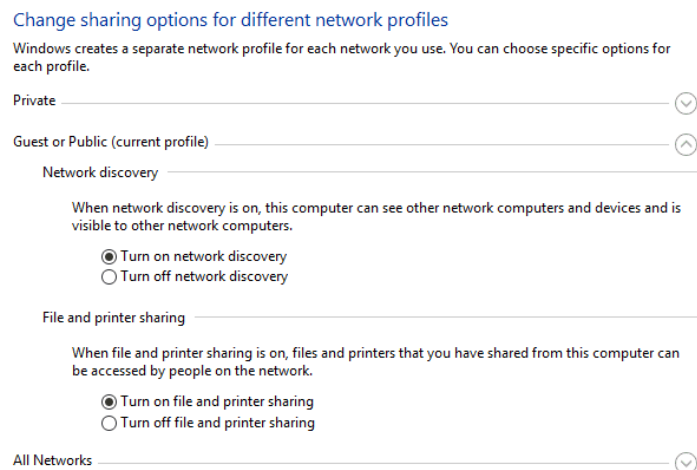 Change sharing options for different network profiles
Windows creates a separate network profile for each network you use. You can choose specific options for
each profile.
Private
Guest or Public (current profile)
Network discovery
When network discovery is on, this computer can see other network computers and devices and is
visible to other network computers.
Turn on network discovery
Turn off network discovery
File and printer sharing
When file and printer sharing is on, files and printers that you have shared from this computer can
be accessed by people on the network.
Turn on file and printer sharing
Turn off file and printer sharing
All Networks